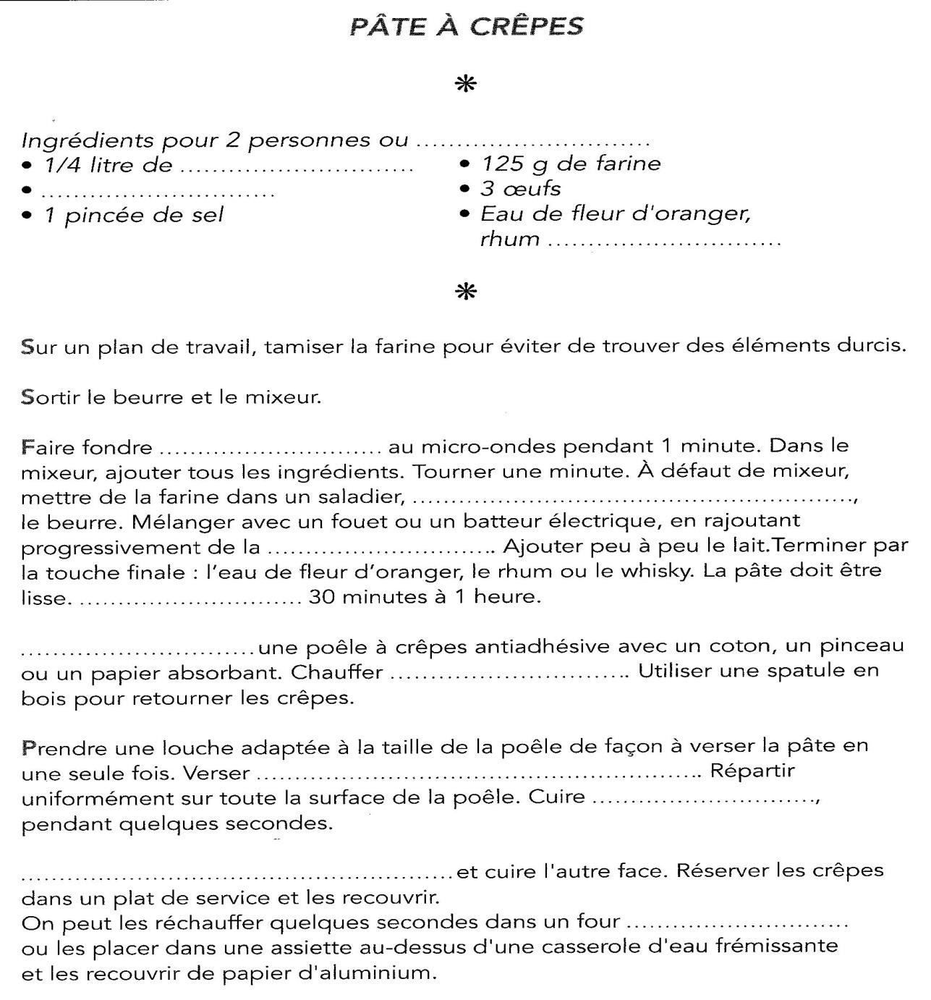 PÂTE À CRÊPES
*
Ingrédients pour 2 personnes ou .............................
• 1/4 litre de .............................
• .............................
• 1 pincée de sel
• 125 g de farine
• 3 œufs
• Eau de fleur d'oranger,
rhum .............................
*
Sur un plan de travail, tamiser la farine pour éviter de trouver des éléments durcis.
Sortir le beurre et le mixeur.
Faire fondre ............................. au micro-ondes pendant 1 minute. Dans le
mixeur, ajouter tous les ingrédients. Tourner une minute. À défaut de mixeur,
mettre de la farine dans un saladier, .........................................................,
le beurre. Mélanger avec un fouet ou un batteur électrique, en rajoutant
progressivement de la ............................. Ajouter peu à peu le lait.Terminer par
la touche finale : l'eau de fleur d'oranger, le rhum ou le whisky. La pâte doit être
lisse. ............................. 30 minutes à 1 heure.
............................. une poêle à crêpes antiadhésive avec un coton, un pinceau
ou un papier absorbant. Chauffer .............................. Utiliser une spatule en
bois pour retourner les crêpes.
Prendre une louche adaptée à la taille de la poêle de façon à verser la pâte en
une seule fois. Verser ......................................................... Répartir
uniformément sur toute la surface de la poêle. Cuire .............................,
pendant quelques secondes.
......................................................... et cuire l'autre face. Réserver les crêpes
dans un plat de service et les recouvrir.
On peut les réchauffer quelques secondes dans un four .............................
ou les placer dans une assiette au-dessus d'une casserole d'eau frémissante
et les recouvrir de papier d'aluminium.